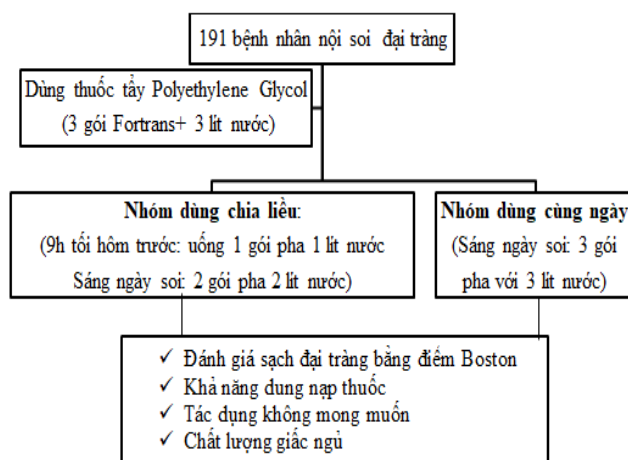 191 bệnh nhân nội soi đại tràng
Dùng thuốc tẩy Polyethylene Glycol
(3 gói Fortrans+ 3 lít nước)
Nhóm dùng chia liều:
(9h tối hôm trước: uống 1 gói pha 1 lít nước
Sáng ngày soi: 2 gói pha 2 lít nước)
Nhóm dùng cùng ngày
(Sáng ngày soi: 3 gói
pha với 3 lít nước)
✓ Đánh giá sạch đại tràng bằng điểm Boston
✓ Khả năng dung nạp thuốc
✓ Tác dụng không mong muốn
✓ Chất lượng giấc ngủ